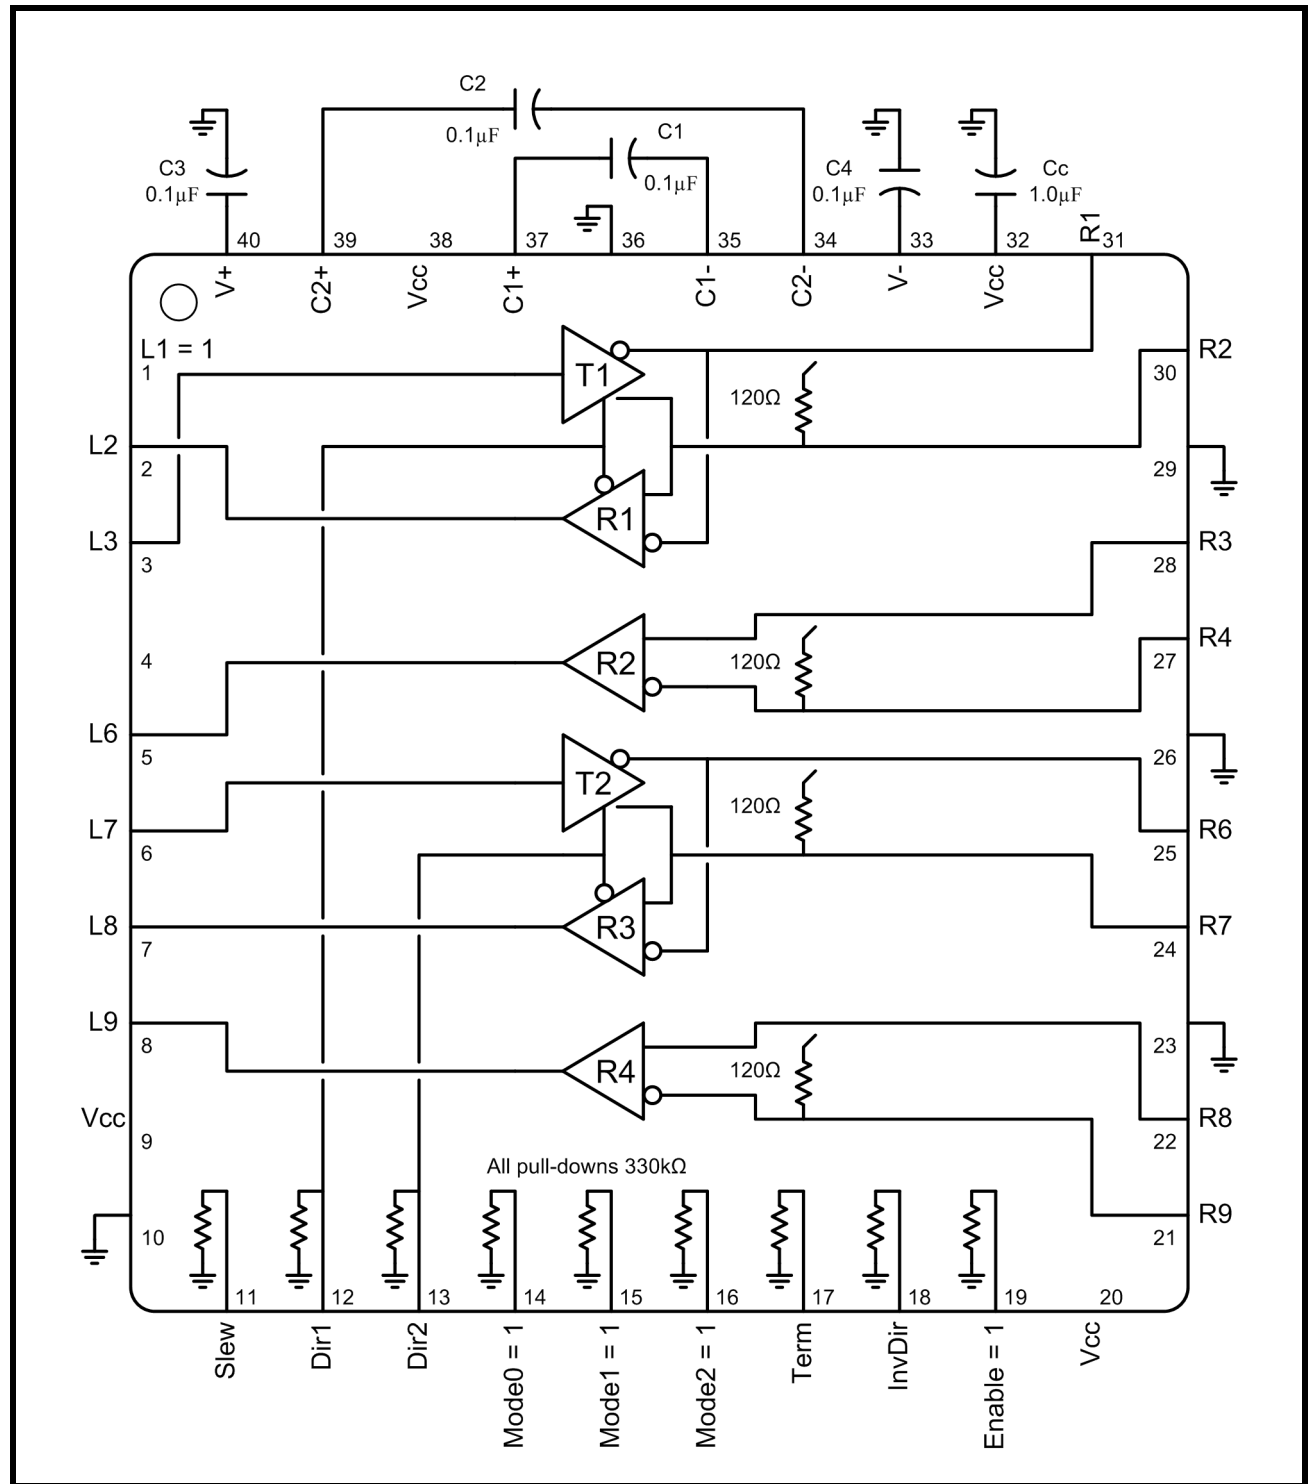 C2
0.1μF
C1
0.1μF
C3
0.1μF
C4
0.1μF
Cc
1.0μF
40
39
38
37
36
35
34
33
32
R1
31
V+
C2+
Vcc
C1+
C1-
C2-
V-
Vcc
L1 = 1
1
T1
120Ω
R2
30
L2
2
29
R1
L3
3
R3
28
4
R2
120Ω
R4
27
L6
5
26
T2
120Ω
L7
6
R6
25
L8
7
R3
R7
24
L9
8
23
R4
120Ω
Vcc
9
R8
22
All pull-downs 330kΩ
10
R9
21
11
12
13
14
15
16
17
18
19
20
Slew
Dir1
Dir2
Mode0 = 1
Mode1 = 1
Mode2 = 1
Term
InvDir
Enable = 1
Vcc